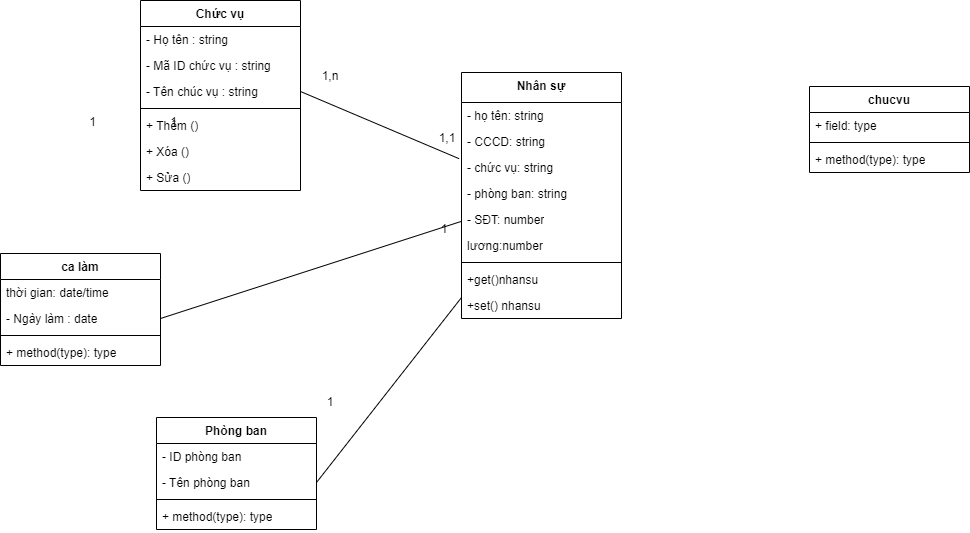 Chức vụ
- Họ tên : string
- Mã ID chức vụ : string
- Tên chúc vụ : string
+ Thêm ()
+ Xóa ()
+ Sửa ()
1
1
1,n
1,1
Nhân sự
- họ tên: string
- CCCD: string
- chức vụ: string
- phòng ban: string
- SĐT: number
lương:number
+get()nhansu
+set() nhansu
chucvu
+ field: type
+ method(type): type
1
ca làm
thời gian: date/time
- Ngảy làm : date
+ method(type): type
1
Phòng ban
- ID phòng ban
- Tên phòng ban
+ method(type): type